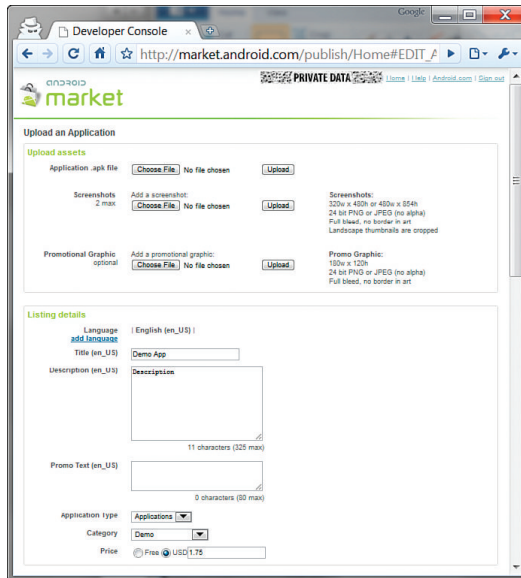 Google
Developer Console
http://market.android.com/publish/Home#EDIT_A
PRIVATE DATA Home | Help | Android.com | Sign out
android
market
Upload an Application
Upload assets
Application .apk file Choose File No file chosen Upload
Screenshots Add a screenshot: Screenshots:
2 max Choose File No file chosen Upload 320w x 480h or 480w x 854h
24 bit PNG or JPEG (no alpha)
Full bleed, no border in art
Landscape thumbnails are cropped
Promotional Graphic Add a promotional graphic: Promo Graphic:
optional Choose File No file chosen Upload 180w x 120h
24 bit PNG or JPEG (no alpha)
Full bleed, no border in art
Listing details
Language | English (en_US) |
add language
Title (en_US) Demo App
Description (en_US) Description
11 characters (325 max)
Promo Text (en_US)
0 characters (80 max)
Application Type Applications
Category Demo
Price Free USD 1.75